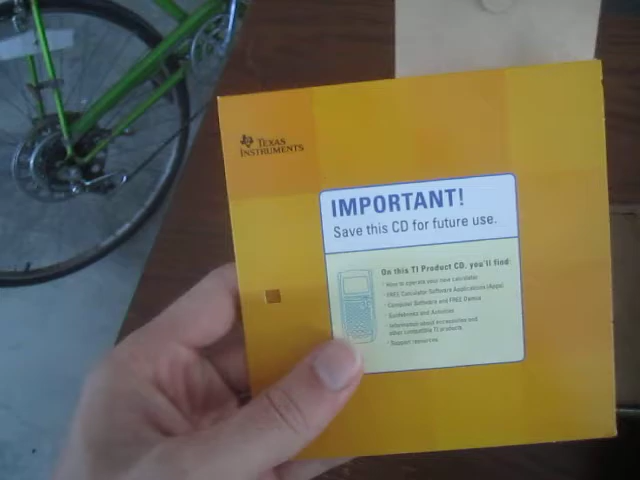 TEXAS
INSTRUMENTS
IMPORTANT!
Save this CD for future use.
On this TI Product CD, you'll find:
· How to operate your new calculator
· FREE Calculator Software Applications (Apps)
· Computer Software and FREE Demos
· Guidebooks and Activities
· Information about accessories and
other compatible TI products
· Support resources